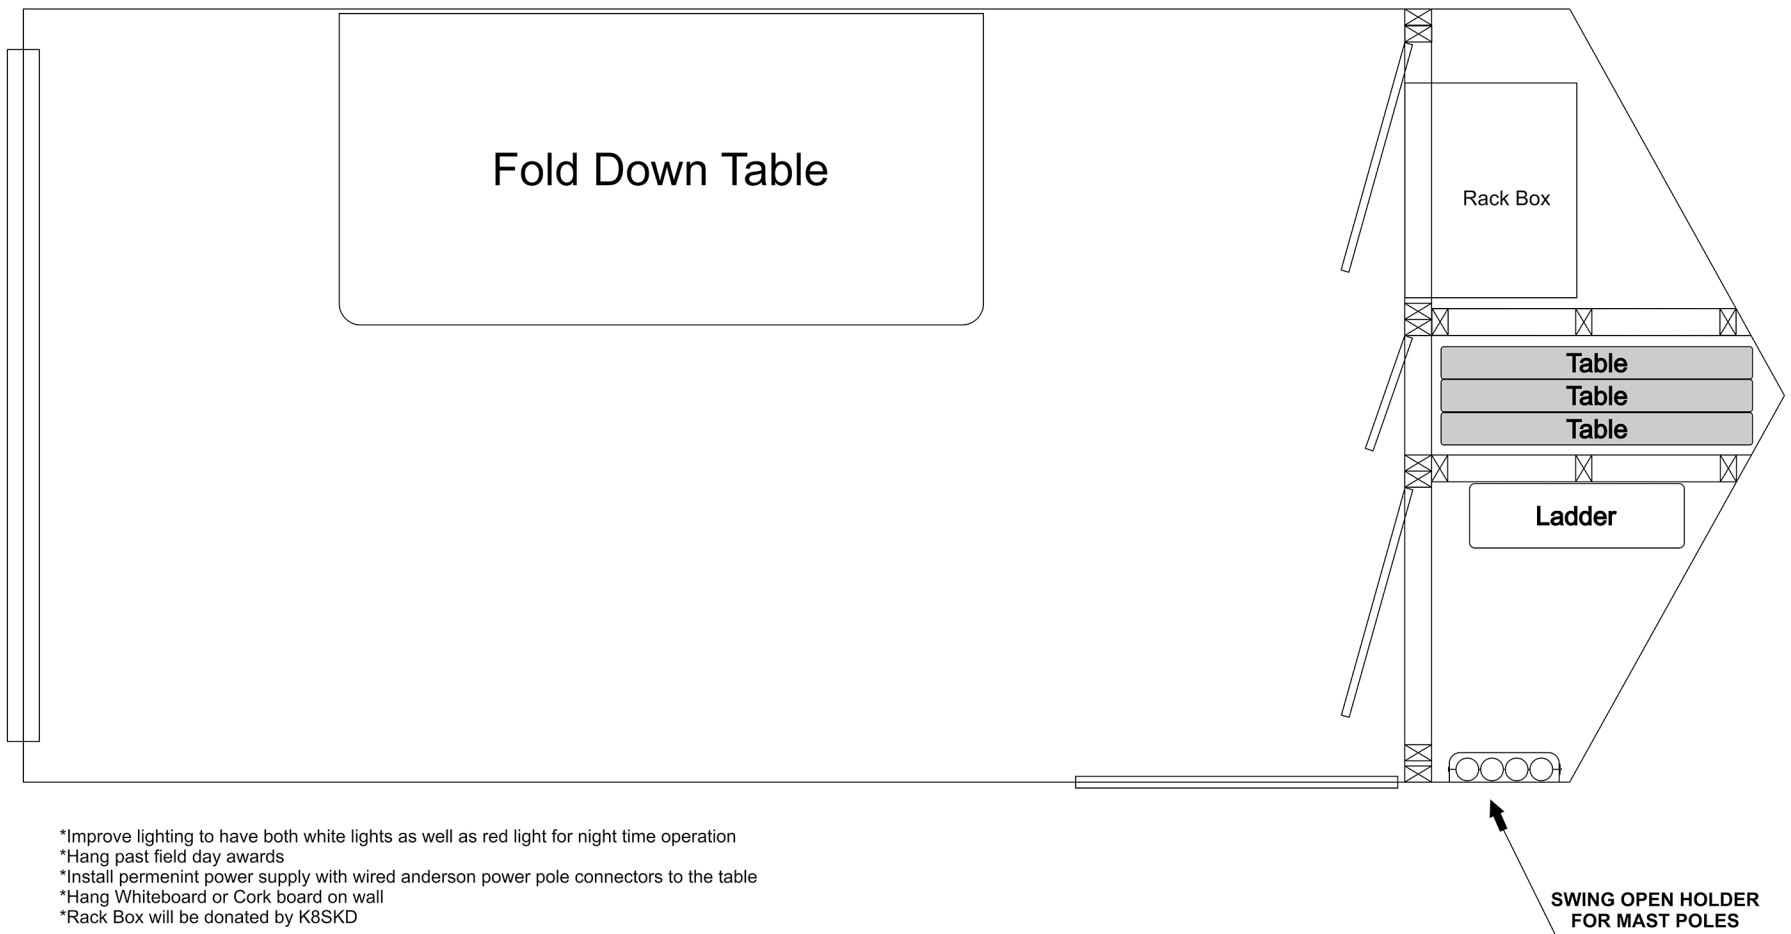 Fold Down Table
Rack Box
Table
Table
Table
Ladder
*Improve lighting to have both white lights as well as red light for night time operation
*Hang past field day awards
*Install permenint power supply with wired anderson power pole connectors to the table
*Hang Whiteboard or Cork board on wall
*Rack Box will be donated by K8SKD
SWING OPEN HOLDER
FOR MAST POLES